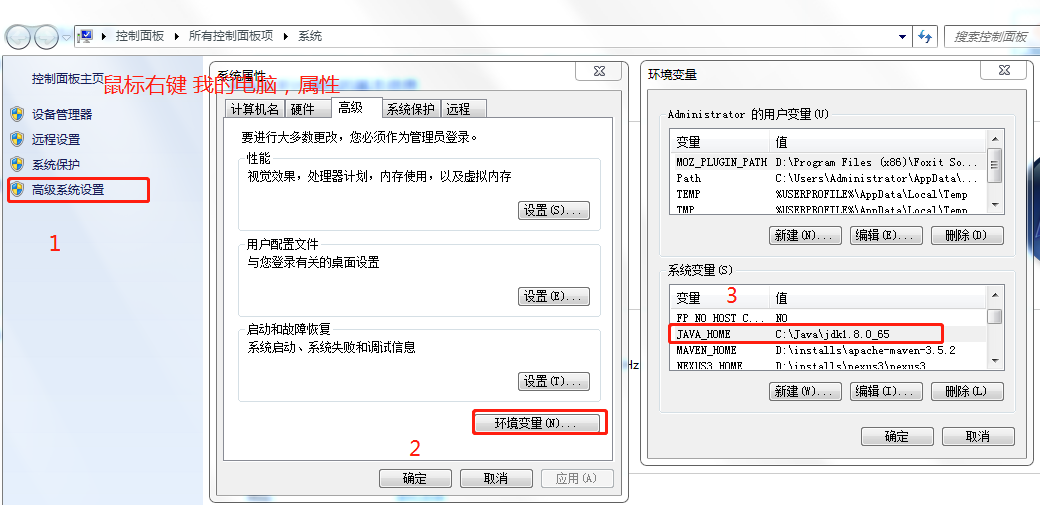 控制面板 所有控制面板项 系统
搜索控制面板
控制面板主页
鼠标右键 我的电脑，属性
设备管理器
远程设置
系统保护
高级系统设置
1
系统属性
计算机名 硬件 高级 系统保护 远程
要进行大多数更改，您必须作为管理员登录。
性能
视觉效果，处理器计划，内存使用，以及虚拟内存
设置(S)...
用户配置文件
与您登录有关的桌面设置
设置(E)...
启动和故障恢复
系统启动、系统失败和调试信息
设置(T)...
环境变量(N)...
2
确定 取消 应用(A)
Hz
环境变量
Administrator 的用户变量(U)
变量 值
MOZ_PLUGIN_PATH D:\Program Files (x86)\Foxit So...
Path C:\Users\Administrator\AppData\...
TEMP %USERPROFILE%\AppData\Local\Temp
TMP %USERPROFILE%\AppData\Local\Temp
新建(N)... 编辑(E)... 删除(D)
系统变量(S)
变量 3 值
FP_NO_HOST_C... NO
JAVA_HOME C:\Java\jdk1.8.0_65
MAVEN_HOME D:\installs\apache-maven-3.5.2
NEXUS3_HOME D:\installs\nexus3\nexus3
新建(W)... 编辑(I)... 删除(L)
确定 取消